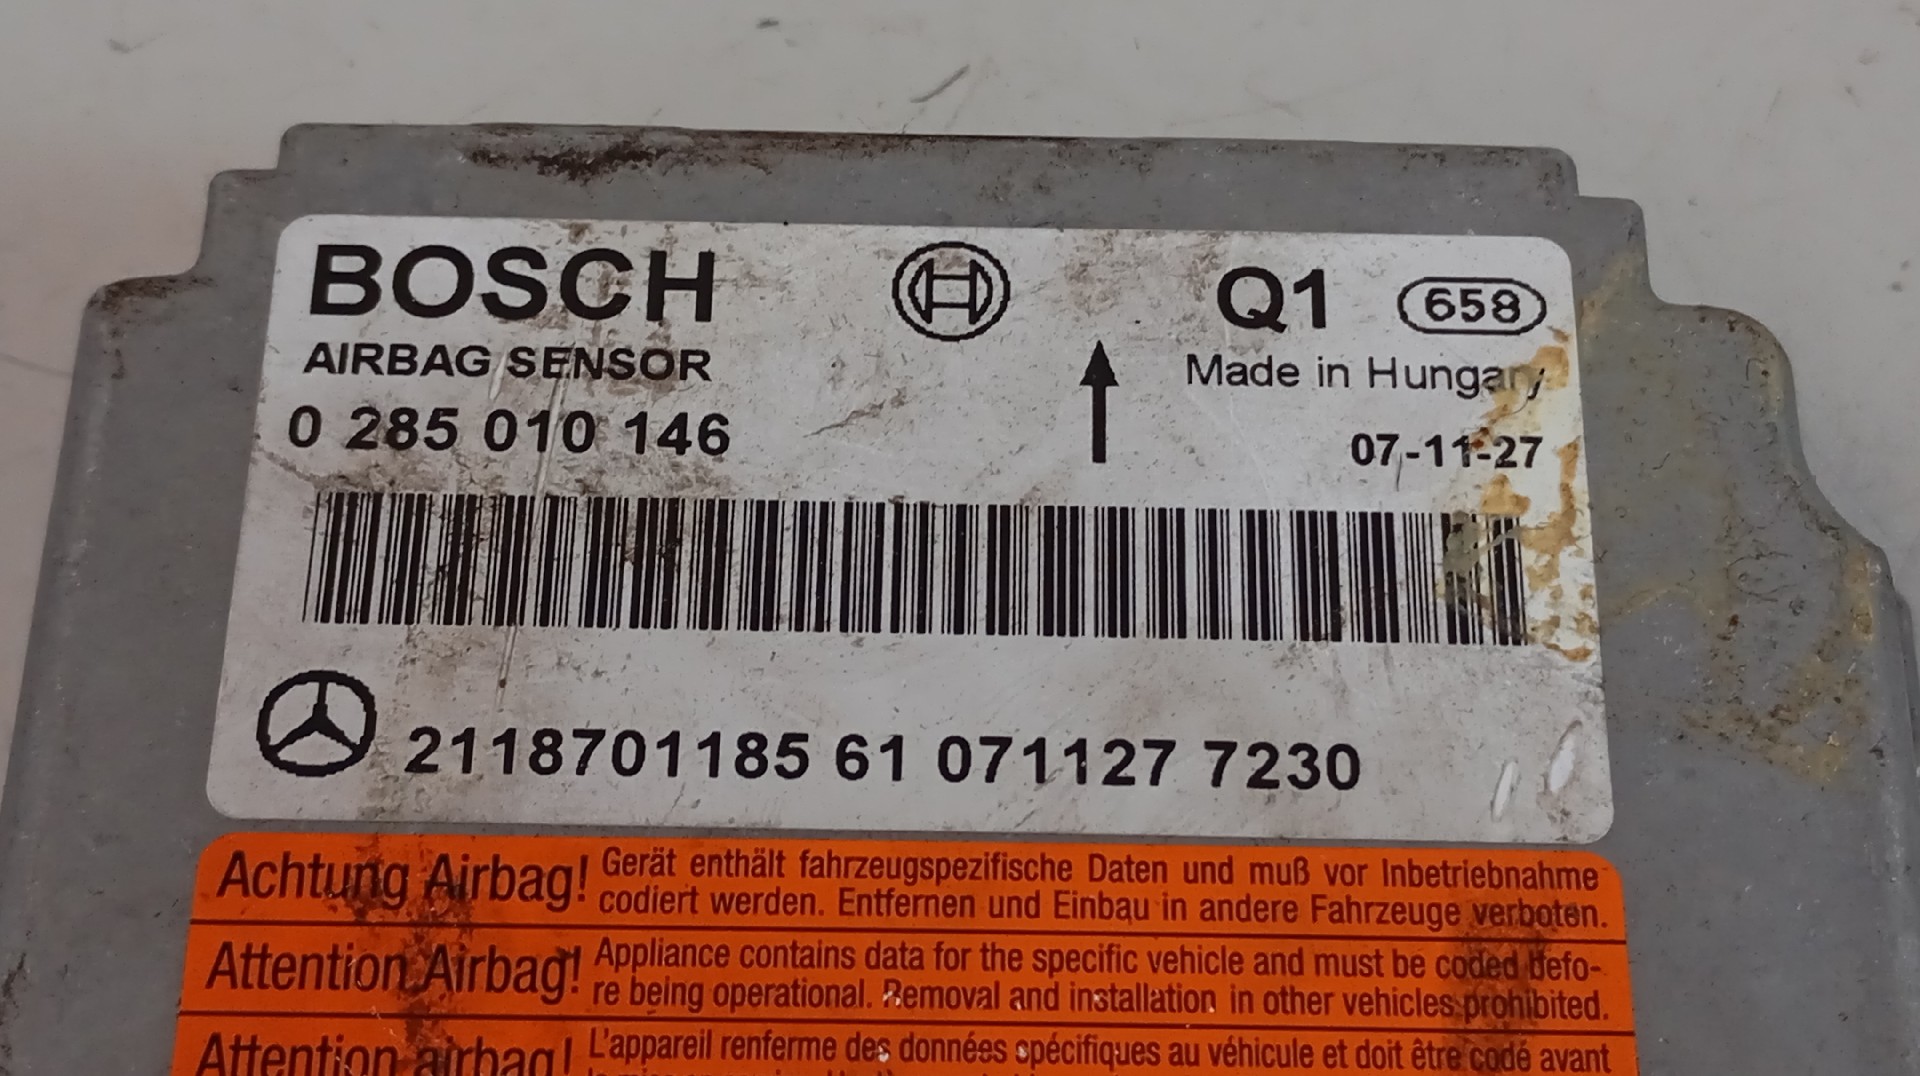 BOSCH
Q1 658
AIRBAG SENSOR
Made in Hungary
0 285 010 146
07-11-27
2118701185 61 071127 7230
Achtung Airbag! Gerät enthält fahrzeugspezifische Daten und muß vor Inbetriebnahme
codiert werden. Entfernen und Einbau in andere Fahrzeuge verboten.
Attention Airbag! Appliance contains data for the specific vehicle and must be coded befo-
re being operational. Removal and installation in other vehicles prohibited.
Attention airbag! L'appareil renferme des données spécifiques au véhicule et doit être codé avant